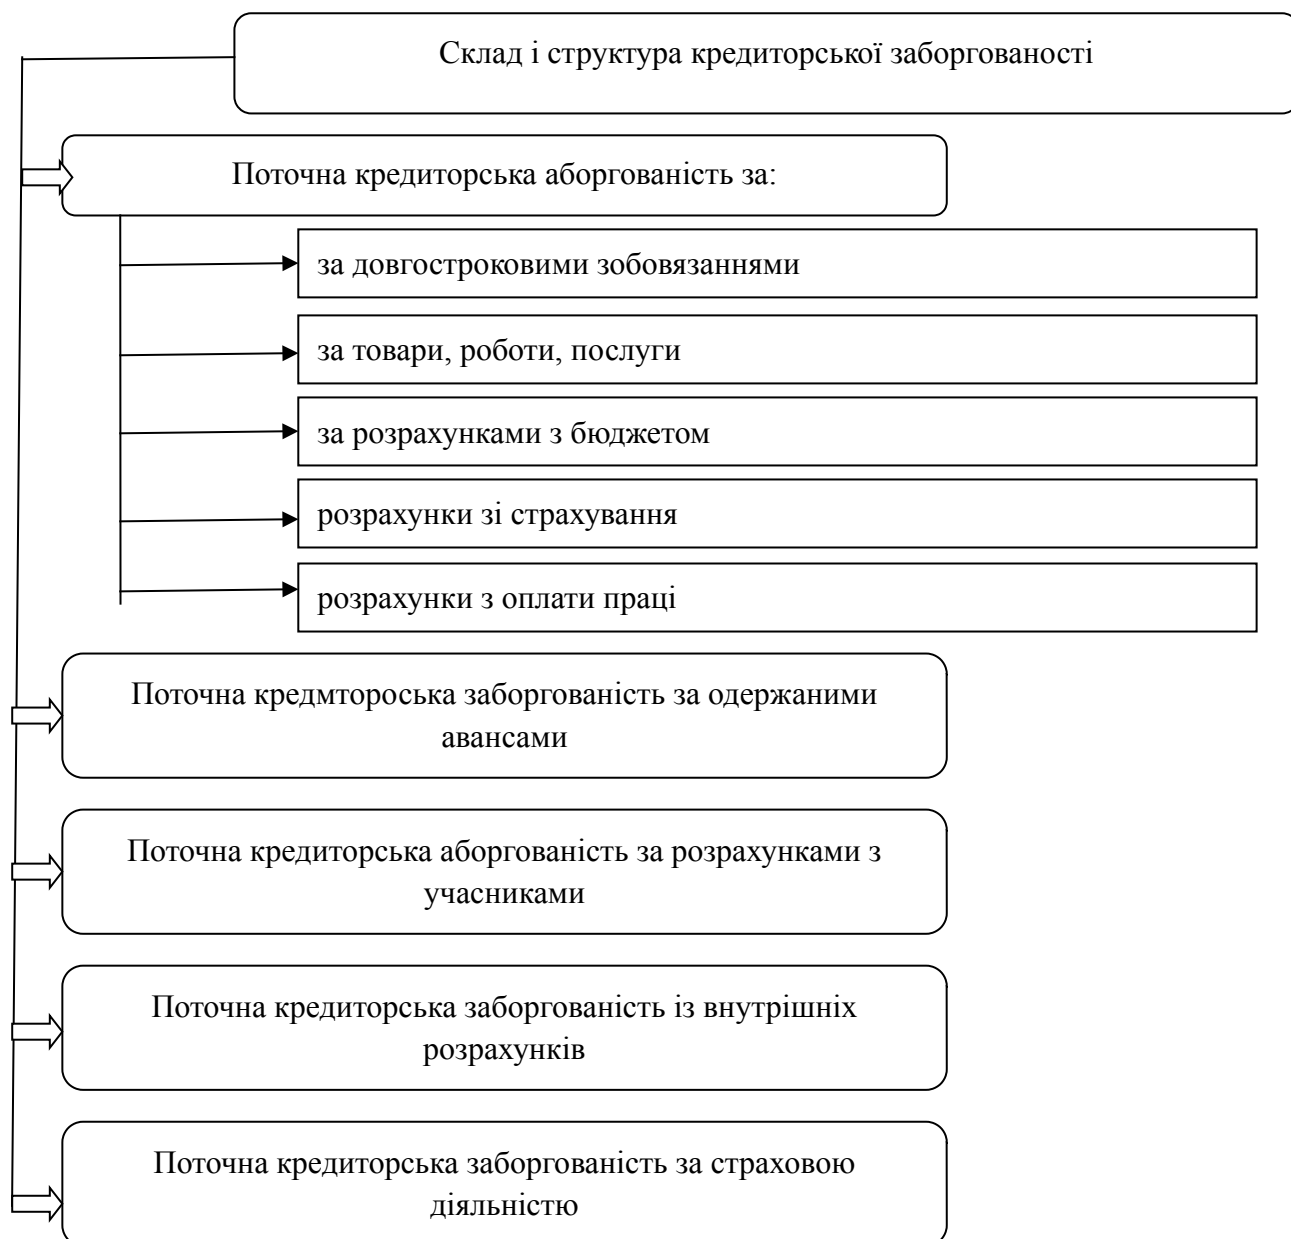 Склад і структура кредиторської заборгованості
Поточна кредиторська аборгованість за:
за довгостроковими зобовязаннями
за товари, роботи, послуги
за розрахунками з бюджетом
розрахунки зі страхування
розрахунки з оплати праці
Поточна кредмтороська заборгованість за одержаними
авансами
Поточна кредиторська аборгованість за розрахунками з
учасниками
Поточна кредиторська заборгованість із внутрішніх
розрахунків
Поточна кредиторська заборгованість за страховою
діяльністю